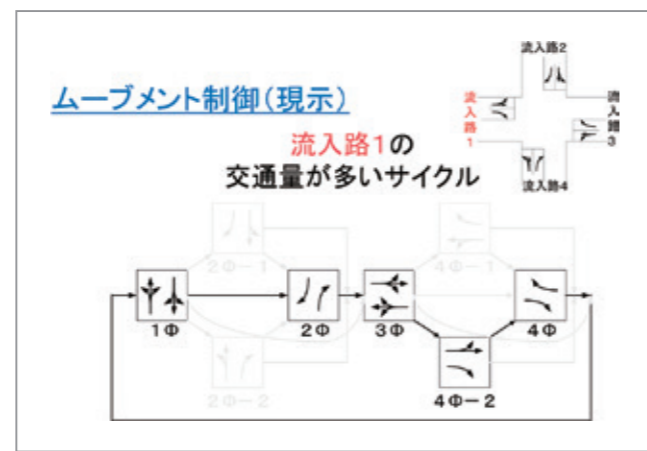 流入路2
ムーブメント制御(現示)
流入路1
流入路3
流入路1の
交通量が多いサイクル
流入路4
2Φ－1
4Φ－1
1Φ
2Φ
3Φ
4Φ
2Φ－2
4Φ－2